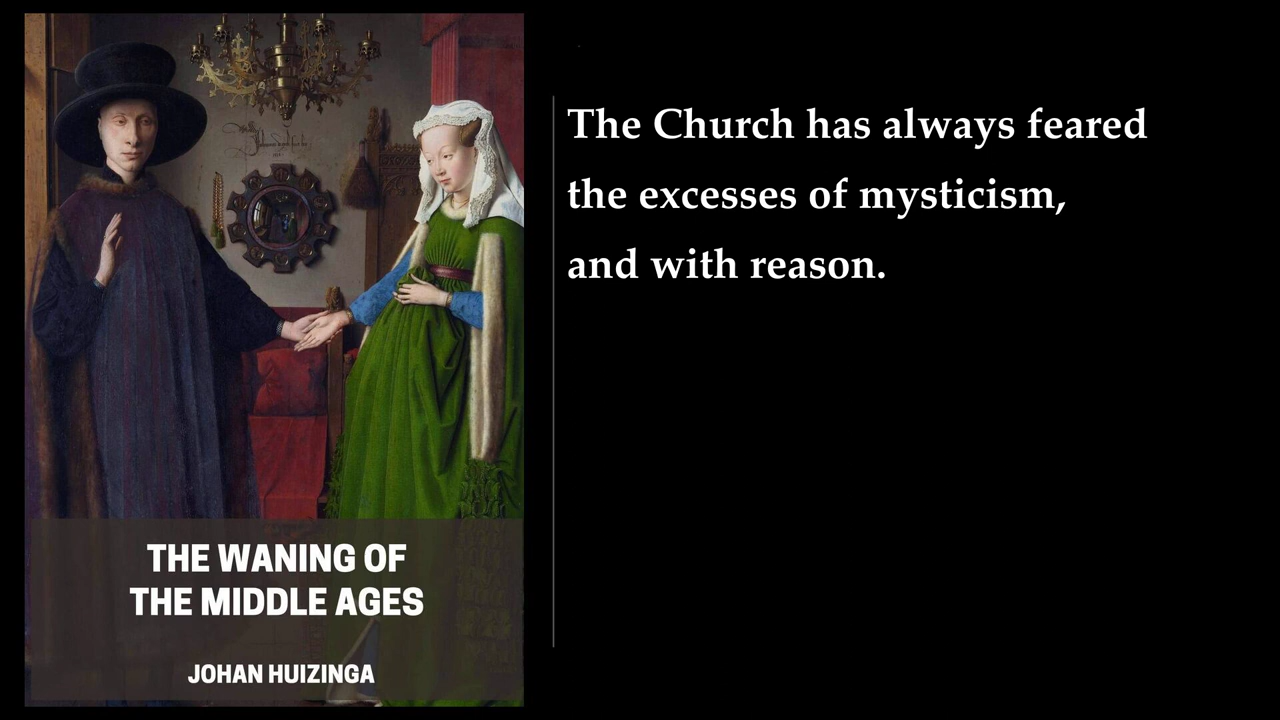 The Church has always feared
the excesses of mysticism,
and with reason.
THE WANING OF
THE MIDDLE AGES
JOHAN HUIZINGA